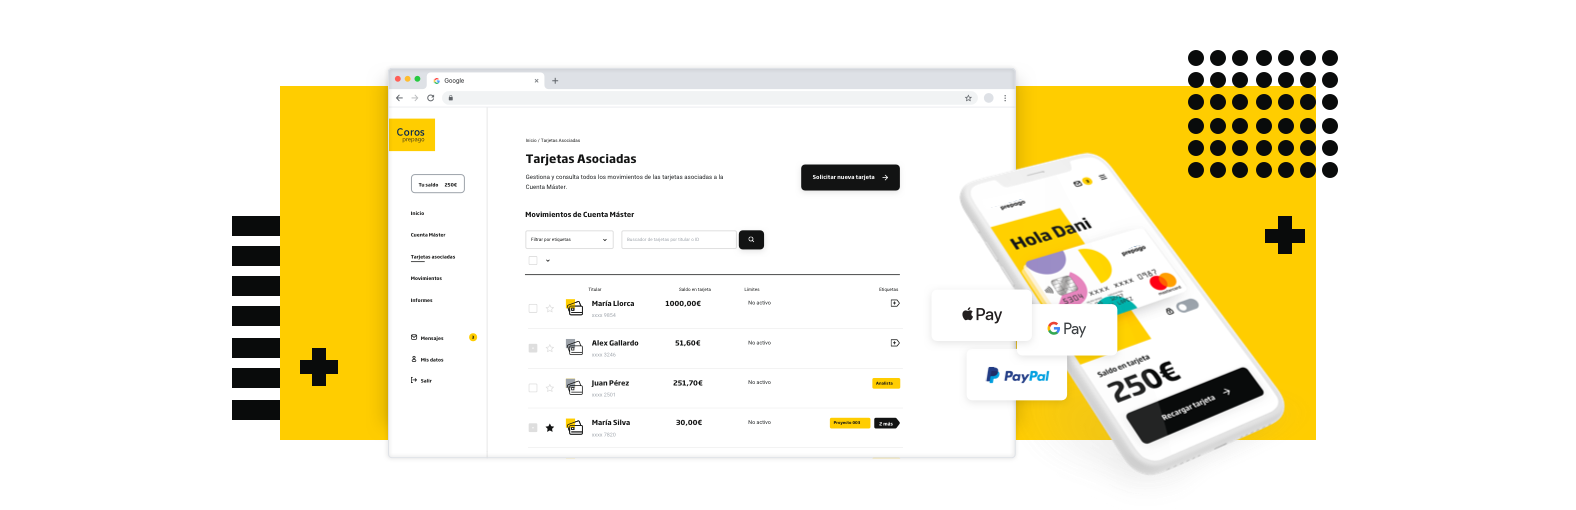 Google
Coros
prepago
Tu saldo 250€
Inicio
Cuenta Máster
Tarjetas asociadas
Movimientos
Informes
Mensajes
2
Mis datos
Salir
Inicio / Tarjetas Asociadas
Tarjetas Asociadas
Gestiona y consulta todos los movimientos de las tarjetas asociadas a la
Cuenta Máster.
Solicitar nueva tarjeta
Movimientos de Cuenta Máster
Filtrar por etiquetas
Buscador de tarjetas por titular o ID
Titular Saldo en tarjeta Límites Etiquetas
María Llorca 1000,00€ No activo
xxxx 9854
Alex Gallardo 51,60€ No activo
xxxx 3246
Juan Pérez 251,70€ No activo Analista
xxxx 2501
María Silva 30,00€ No activo Proyecto 003 2 más
xxxx 7820
prepago
Hola Dani
prepago
5304 xxxx xxxx 0967
mastercard
Pay
G Pay
PayPal
Saldo en tarjeta
250€
Recargar tarjeta